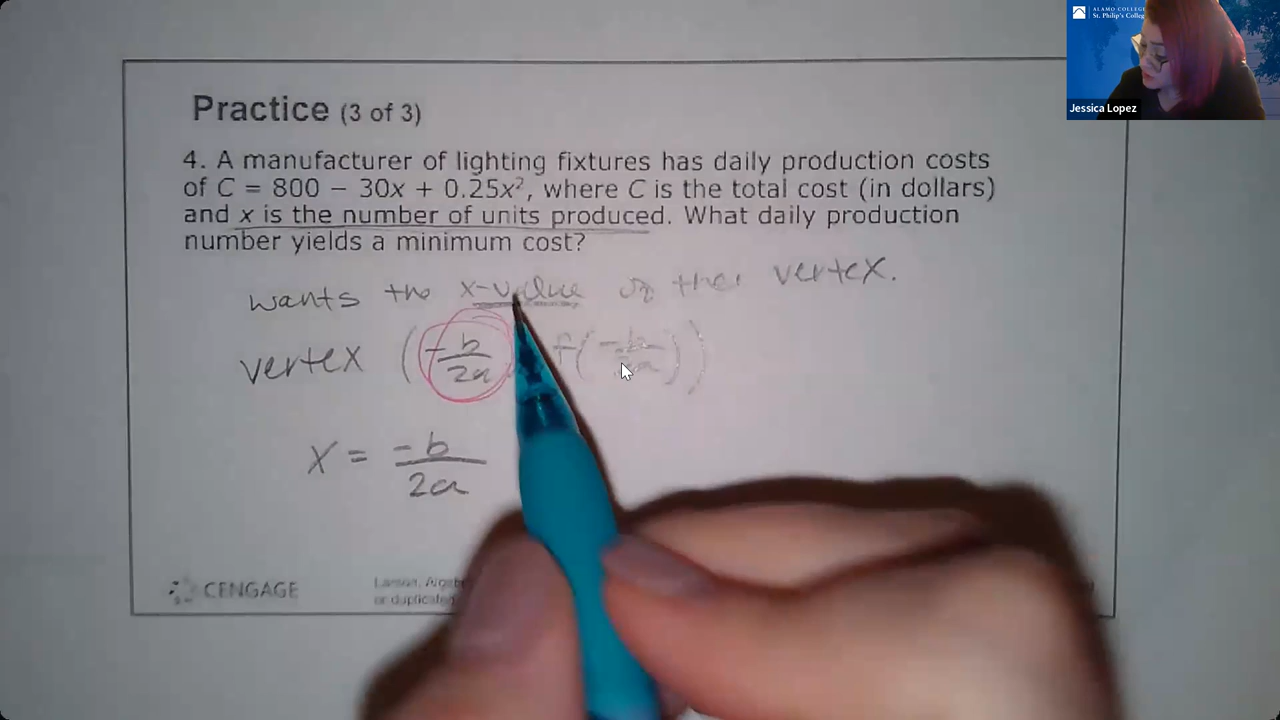 ALAMO COLLEGES
St. Philip's College
Jessica Lopez
Practice (3 of 3)
4. A manufacturer of lighting fixtures has daily production costs
of C = 800 − 30x + 0.25x², where C is the total cost (in dollars)
and x is the number of units produced. What daily production
number yields a minimum cost?
wants the x-value of the vertex.
vertex (-b/2a, f(-b/2a))
x = -b/2a
CENGAGE
or duplicated